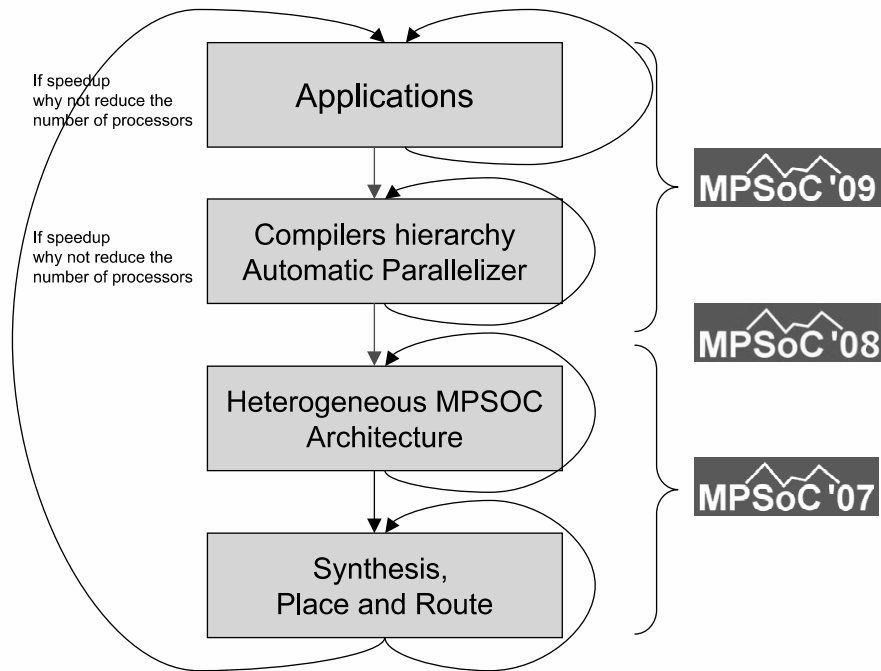 If speedup
why not reduce the
number of processors
Applications
MPSoC '09
If speedup
why not reduce the
number of processors
Compilers hierarchy
Automatic Parallelizer
MPSoC '08
Heterogeneous MPSOC
Architecture
MPSoC '07
Synthesis,
Place and Route